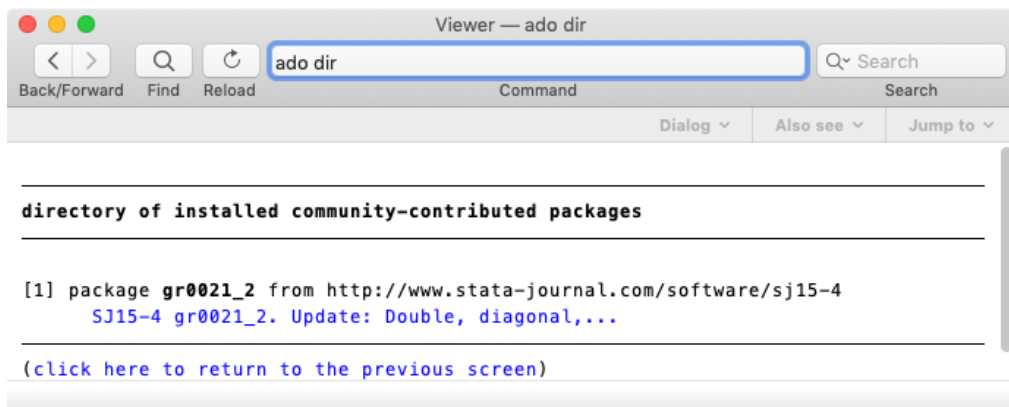 Viewer — ado dir
ado dir
Search
Back/Forward Find Reload Command Search
Dialog Also see Jump to
directory of installed community-contributed packages
[1] package gr0021_2 from http://www.stata-journal.com/software/sj15-4
SJ15-4 gr0021_2. Update: Double, diagonal,...
(click here to return to the previous screen)